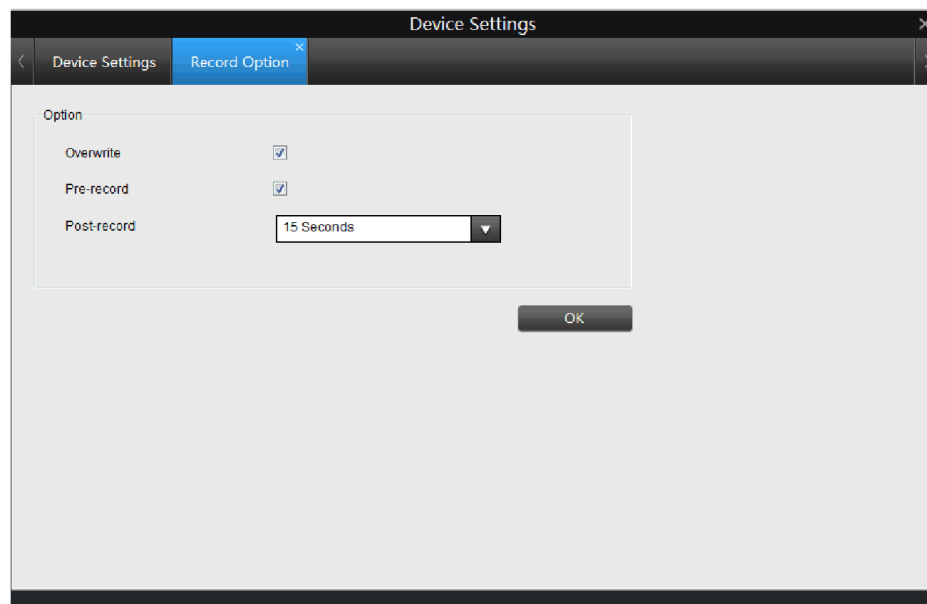 Device Settings
Device Settings
Record Option
Option
Overwrite
Pre-record
Post-record
15 Seconds
OK